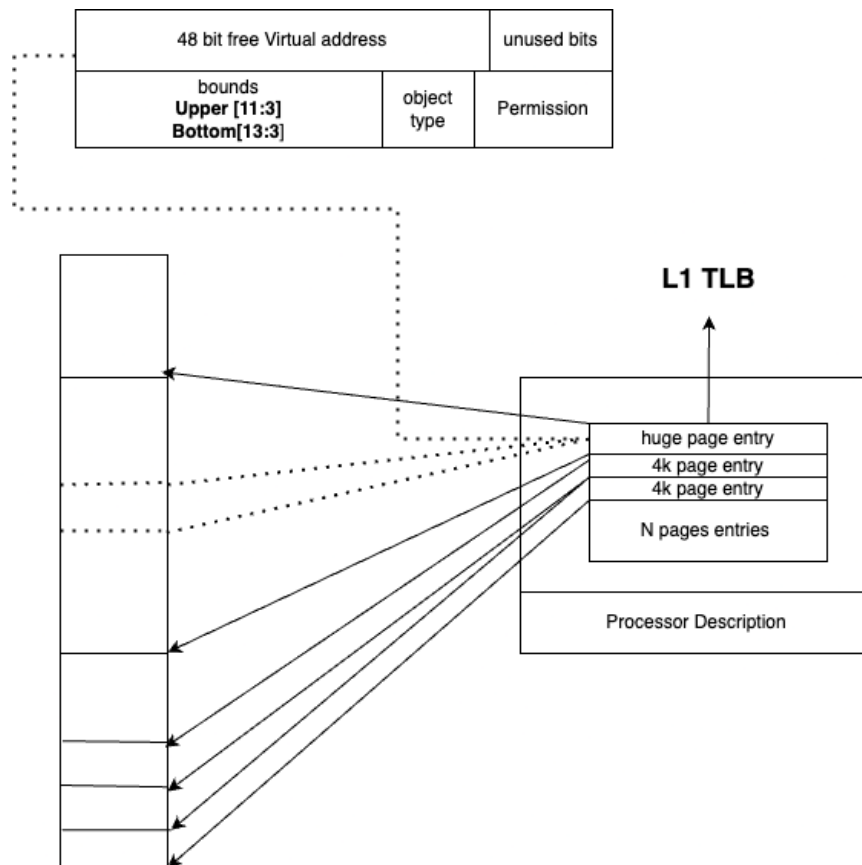 48 bit free Virtual address
unused bits
bounds
Upper [11:3]
Bottom[13:3]
object
type
Permission
L1 TLB
huge page entry
4k page entry
4k page entry
N pages entries
Processor Description